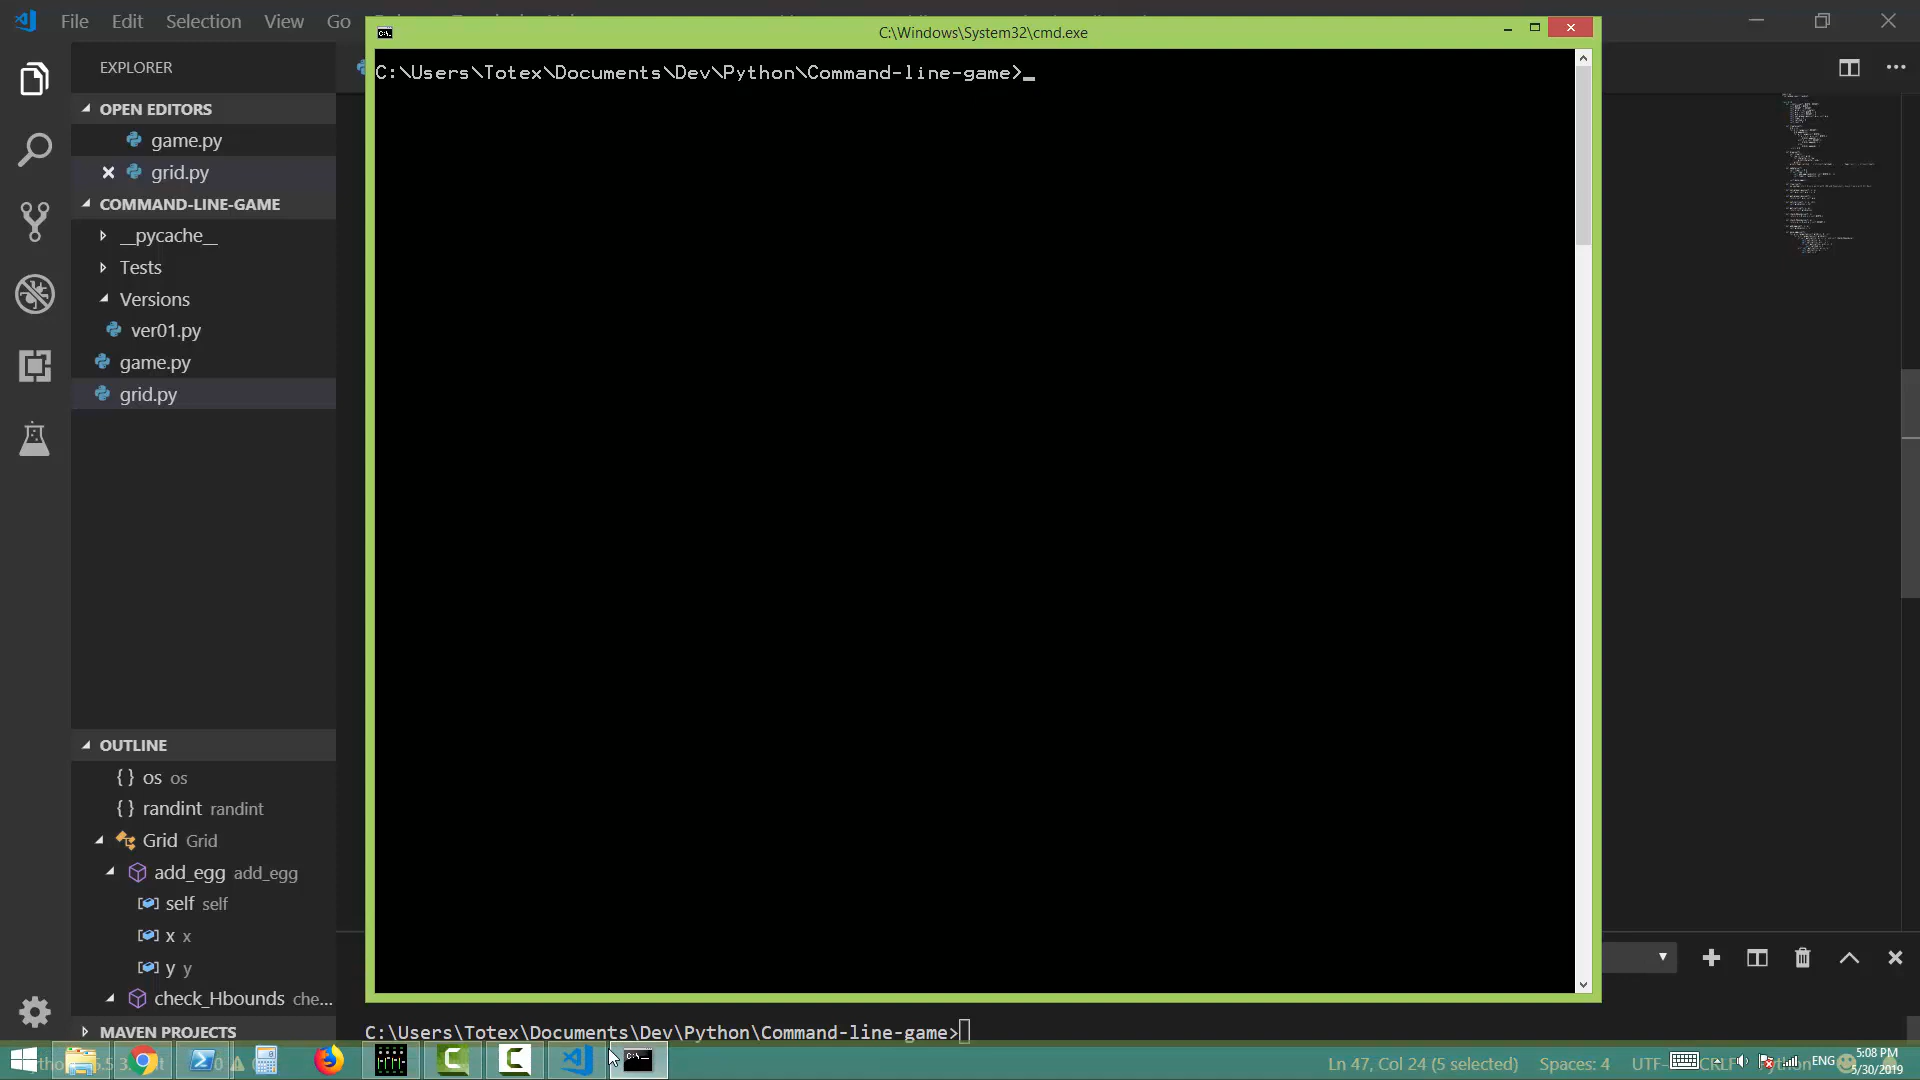 File Edit Selection View Go
C:\Windows\System32\cmd.exe
EXPLORER
C:\Users\Totex\Documents\Dev\Python\Command-line-game>_
OPEN EDITORS
game.py
grid.py
COMMAND-LINE-GAME
__pycache__
Tests
Versions
ver01.py
game.py
grid.py
OUTLINE
{} os os
{} randint randint
Grid Grid
add_egg add_egg
self self
x x
y y
check_Hbounds che...
MAVEN PROJECTS
C:\Users\Totex\Documents\Dev\Python\Command-line-game>
Ln 47, Col 24 (5 selected)
Spaces: 4
ENG
5:08 PM
5/30/2019